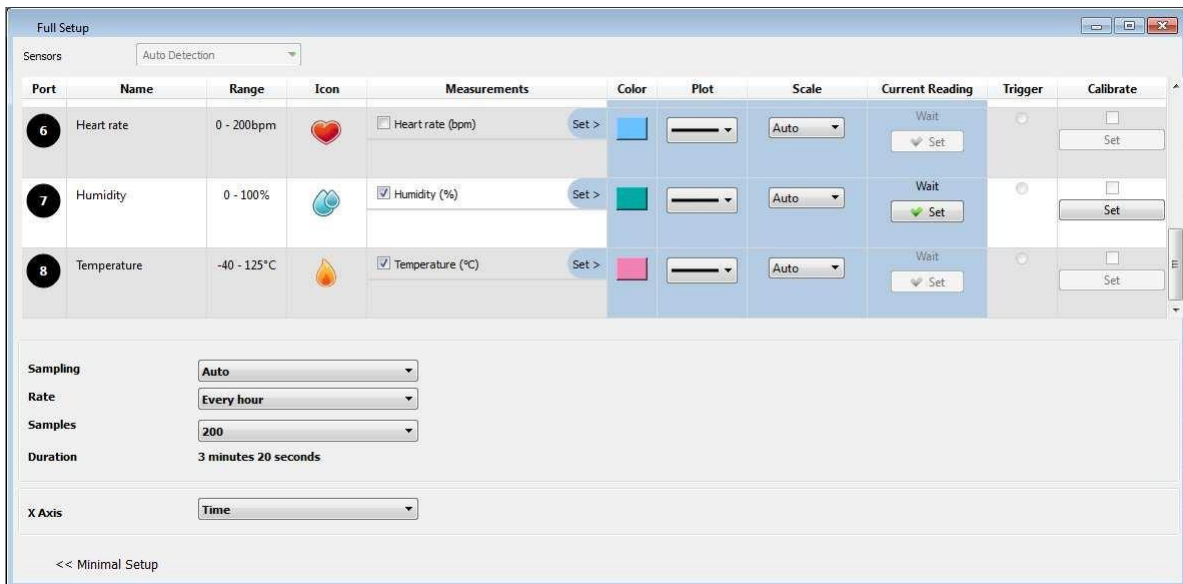 Full Setup
Sensors Auto Detection
Port Name Range Icon Measurements Color Plot Scale Current Reading Trigger Calibrate
6 Heart rate 0 - 200bpm Heart rate (bpm) Set > Auto Wait
Set Set
7 Humidity 0 - 100% Humidity (%) Set > Auto Wait
Set Set
8 Temperature -40 - 125°C Temperature (°C) Set > Auto Wait
Set Set
Sampling Auto
Rate Every hour
Samples 200
Duration 3 minutes 20 seconds
X Axis Time
<< Minimal Setup